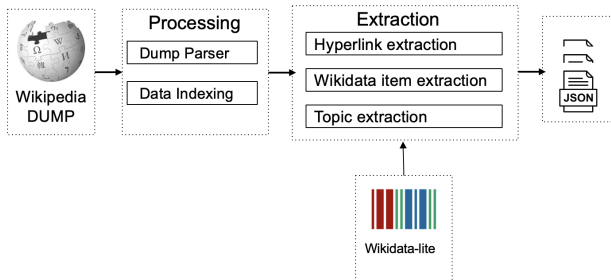 Wikipedia
DUMP
Processing
Dump Parser
Data Indexing
Extraction
Hyperlink extraction
Wikidata item extraction
Topic extraction
JSON
Wikidata-lite